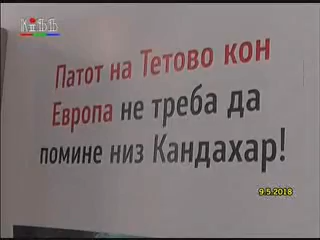 Патот на Тетово кон
Европа не треба да
помине низ Кандахар!
9.5.2018